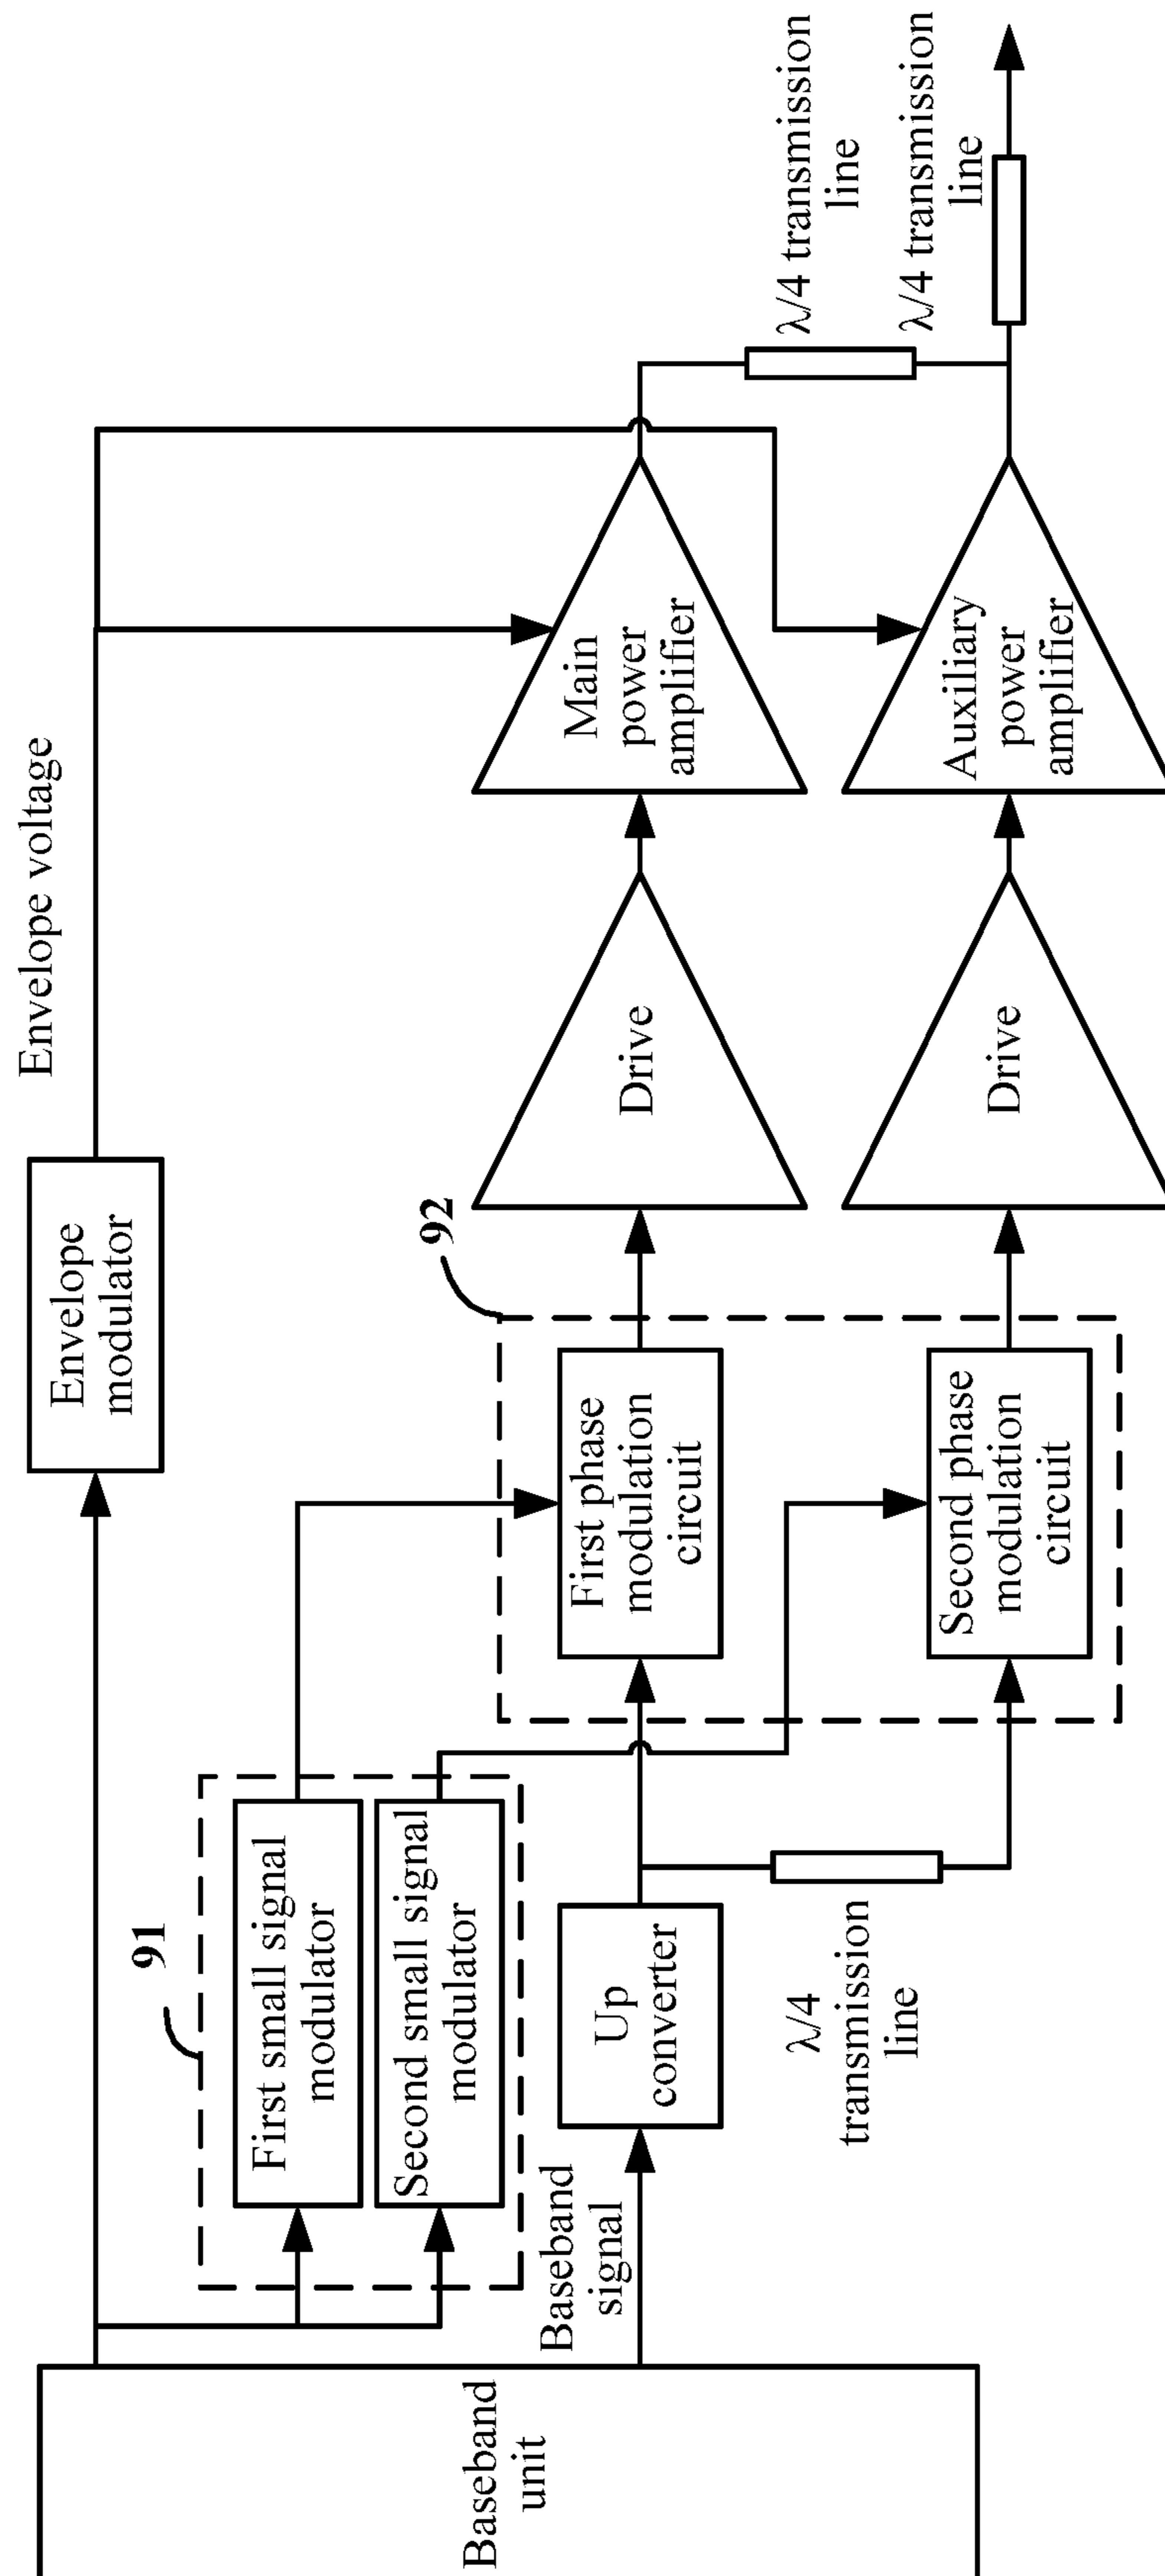 Envelope voltage
Envelope
modulator
91
First small signal
modulator
Second small signal
modulator
92
Baseband
unit
Baseband
signal
Up
converter
λ/4
transmission
line
First phase
modulation
circuit
Second phase
modulation
circuit
Drive
Drive
Main
power
amplifier
Auxiliary
power
amplifier
λ/4 transmission
line
λ/4 transmission
line